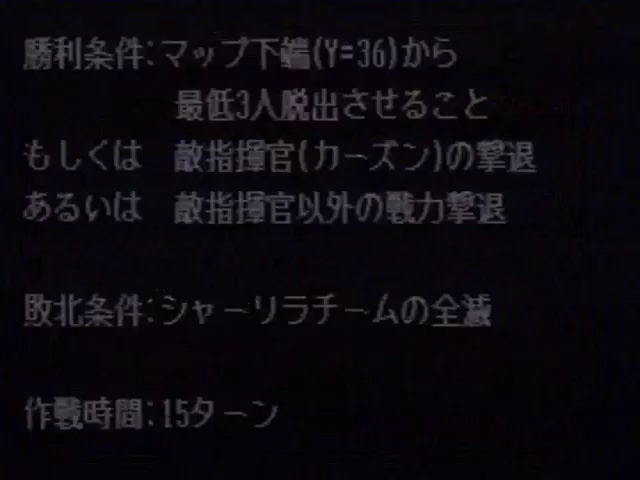 勝利条件:マップ下端(Y=36)から
最低3人脱出させること
もしくは 敵指揮官(カーズン)の撃退
あるいは 敵指揮官以外の戦力撃退
敗北条件:シャーリラチームの全滅
作戦時間:15ターン